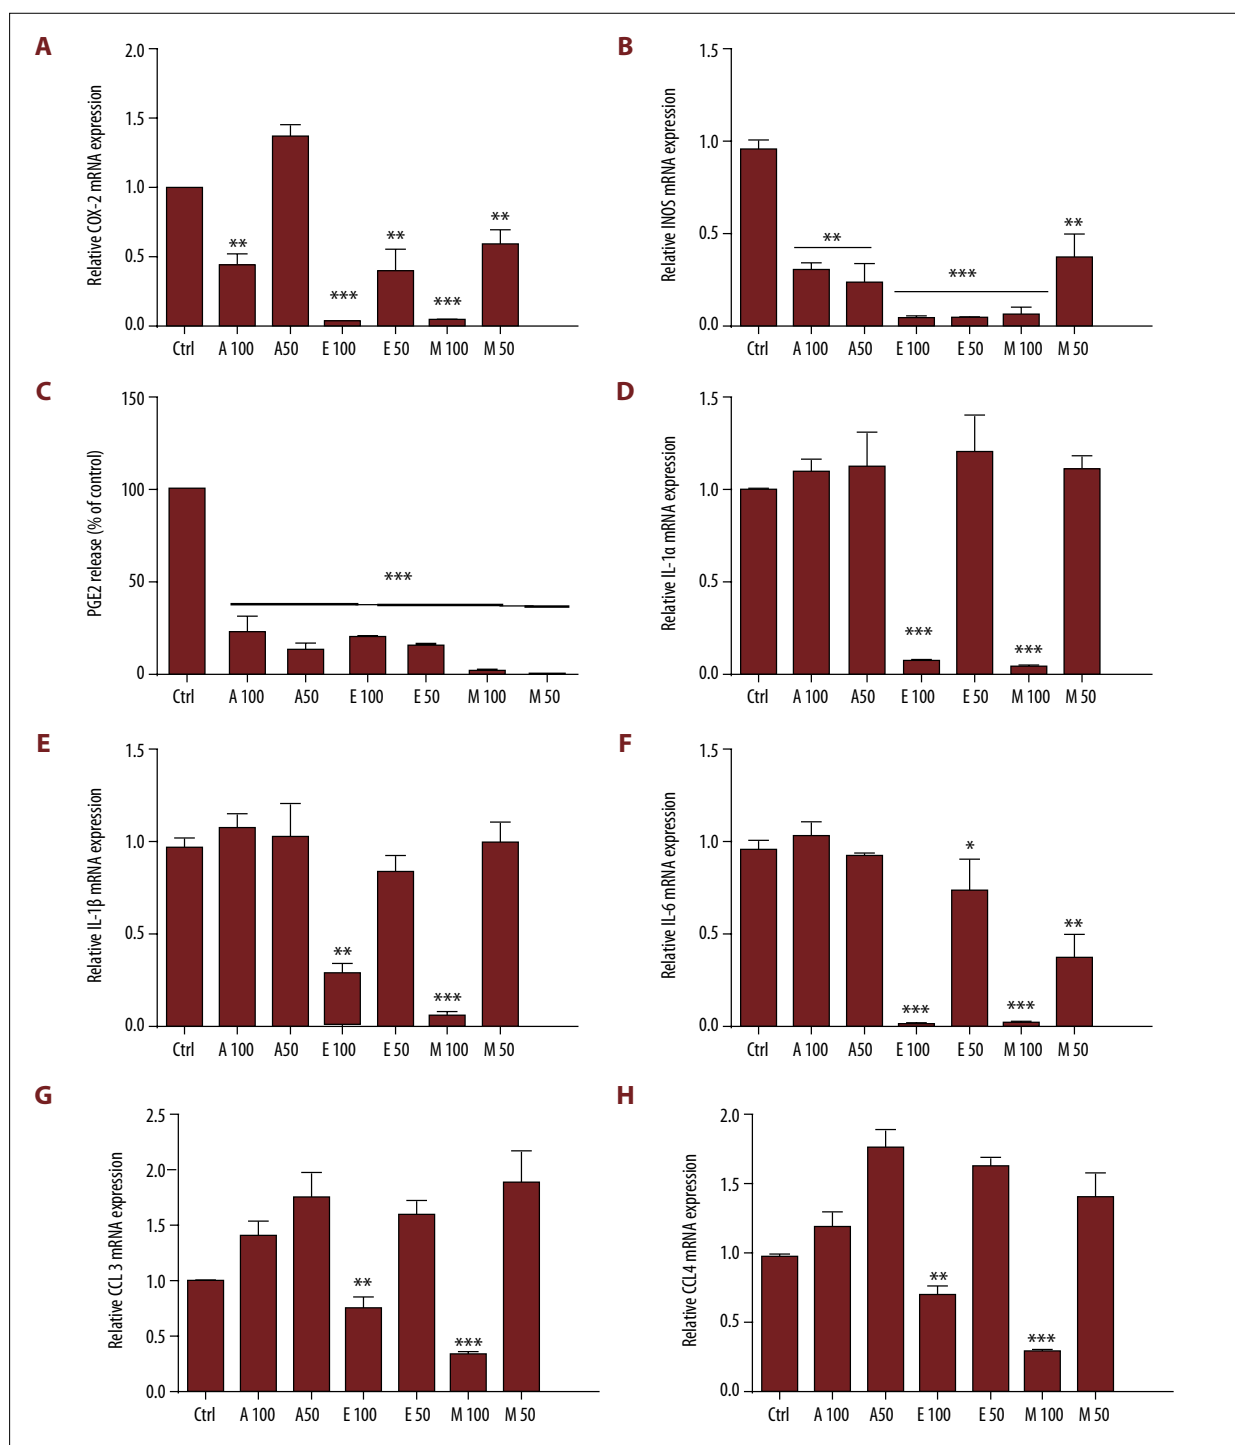 A
Relative COX-2 mRNA expression
2.0
1.5
1.0
0.5
0.0
**
***
**
***
**
Ctrl A 100 A50 E 100 E 50 M 100 M 50
B
Relative INOS mRNA expression
1.5
1.0
0.5
0.0
**
***
**
Ctrl A 100 A50 E 100 E 50 M 100 M 50
C
PGE2 release (% of control)
150
100
50
0
***
Ctrl A 100 A50 E 100 E 50 M 100 M 50
D
Relative IL-1α mRNA expression
1.5
1.0
0.5
0.0
***
***
Ctrl A 100 A50 E 100 E 50 M 100 M 50
E
Relative IL-1β mRNA expression
1.5
1.0
0.5
0.0
**
***
Ctrl A 100 A50 E 100 E 50 M 100 M 50
F
Relative IL-6 mRNA expression
1.5
1.0
0.5
0.0
***
*
***
**
Ctrl A 100 A50 E 100 E 50 M 100 M 50
G
Relative CCL 3 mRNA expression
2.5
2.0
1.5
1.0
0.5
0.0
**
***
Ctrl A 100 A50 E 100 E 50 M 100 M 50
H
Relative CCL4 mRNA expression
2.0
1.5
1.0
0.5
0.0
**
***
Ctrl A 100 A50 E 100 E 50 M 100 M 50